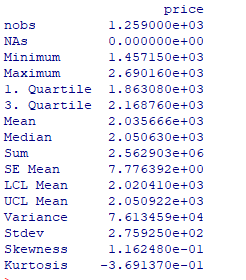 price
nobs 1.259000e+03
NAs 0.000000e+00
Minimum 1.457150e+03
Maximum 2.690160e+03
1. Quartile 1.863080e+03
3. Quartile 2.168760e+03
Mean 2.035666e+03
Median 2.050630e+03
Sum 2.562903e+06
SE Mean 7.776392e+00
LCL Mean 2.020410e+03
UCL Mean 2.050922e+03
Variance 7.613459e+04
Stdev 2.759250e+02
Skewness 1.162480e-01
Kurtosis -3.691370e-01